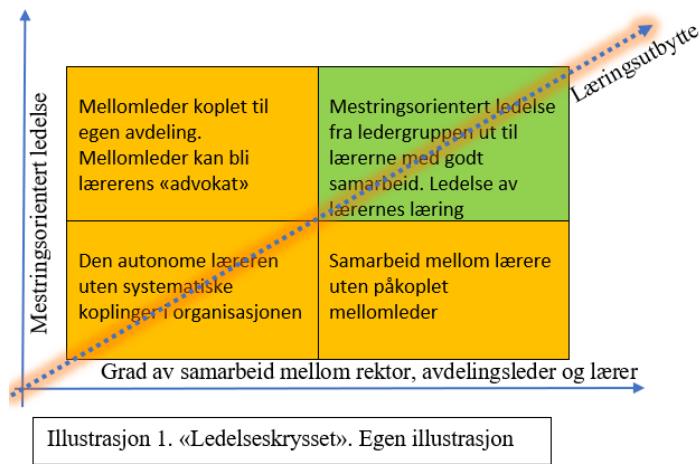 Mestringsorientert ledelse
Læringsutbytte
Mellomleder koplet til
egen avdeling.
Mellomleder kan bli
lærerens «advokat»
Mestringsorientert ledelse
fra ledergruppen ut til
lærerne med godt
samarbeid. Ledelse av
lærernes læring
Den autonome læreren
uten systematiske
koplinger i organisasjonen
Samarbeid mellom lærere
uten påkoplet
mellomleder
Grad av samarbeid mellom rektor, avdelingsleder og lærer
Illustrasjon 1. «Ledelseskrysset». Egen illustrasjon